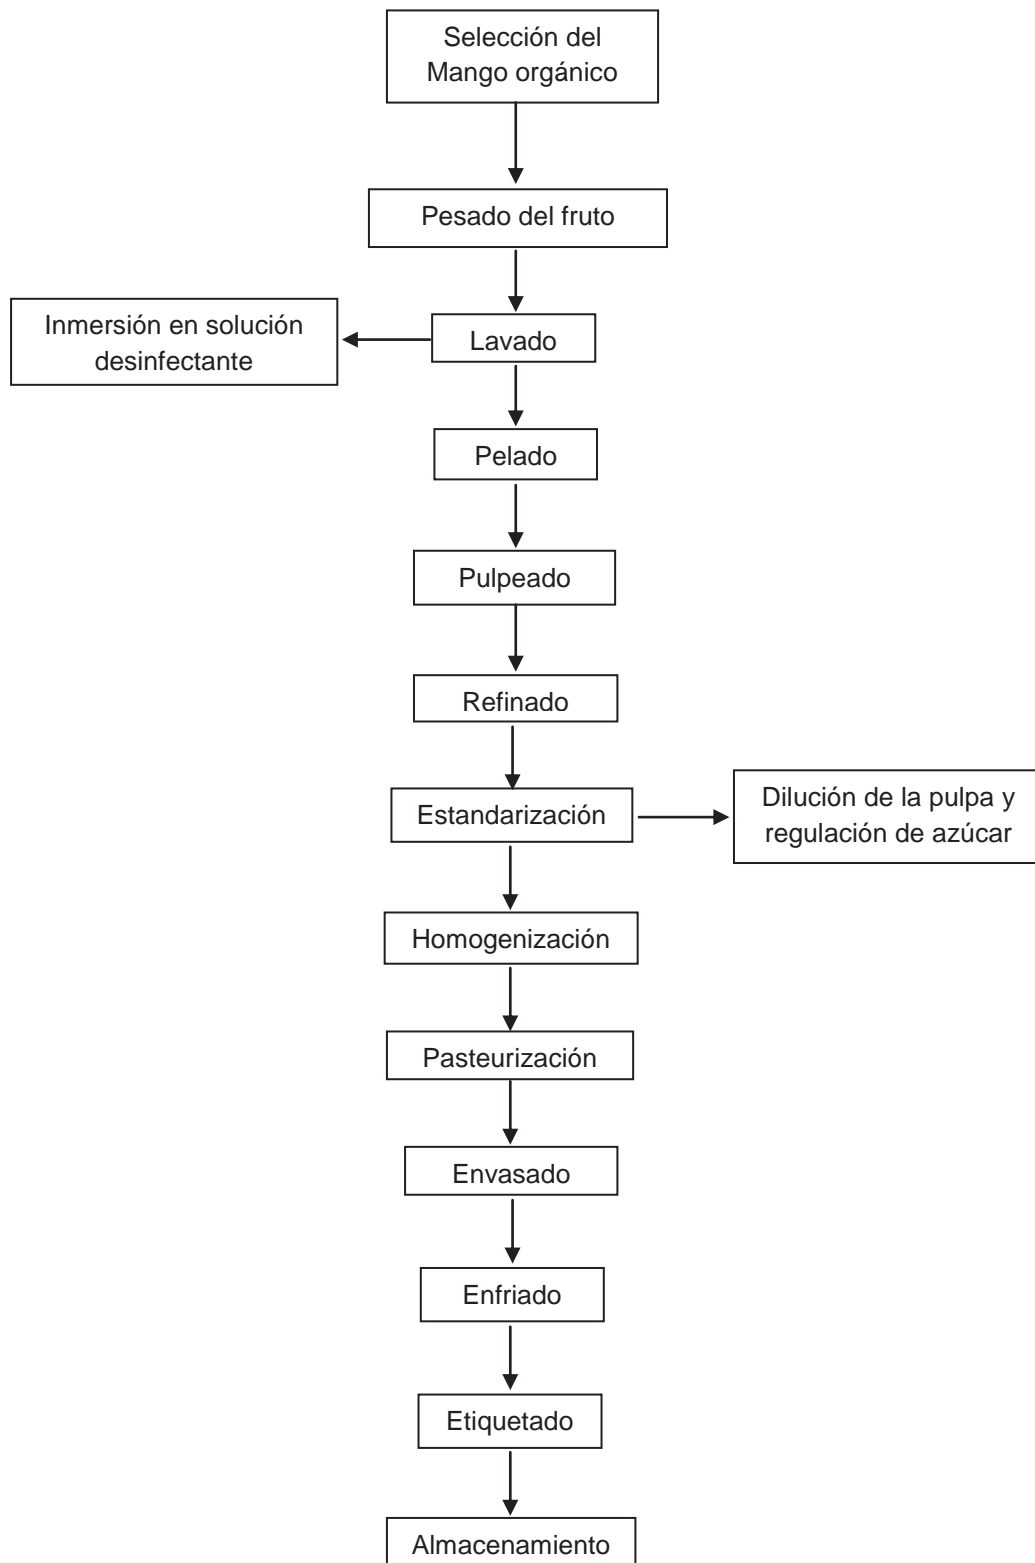 Selección del
Mango orgánico
Pesado del fruto
Inmersión en solución
desinfectante
Lavado
Pelado
Pulpeado
Refinado
Estandarización
Dilución de la pulpa y
regulación de azúcar
Homogenización
Pasteurización
Envasado
Enfriado
Etiquetado
Almacenamiento